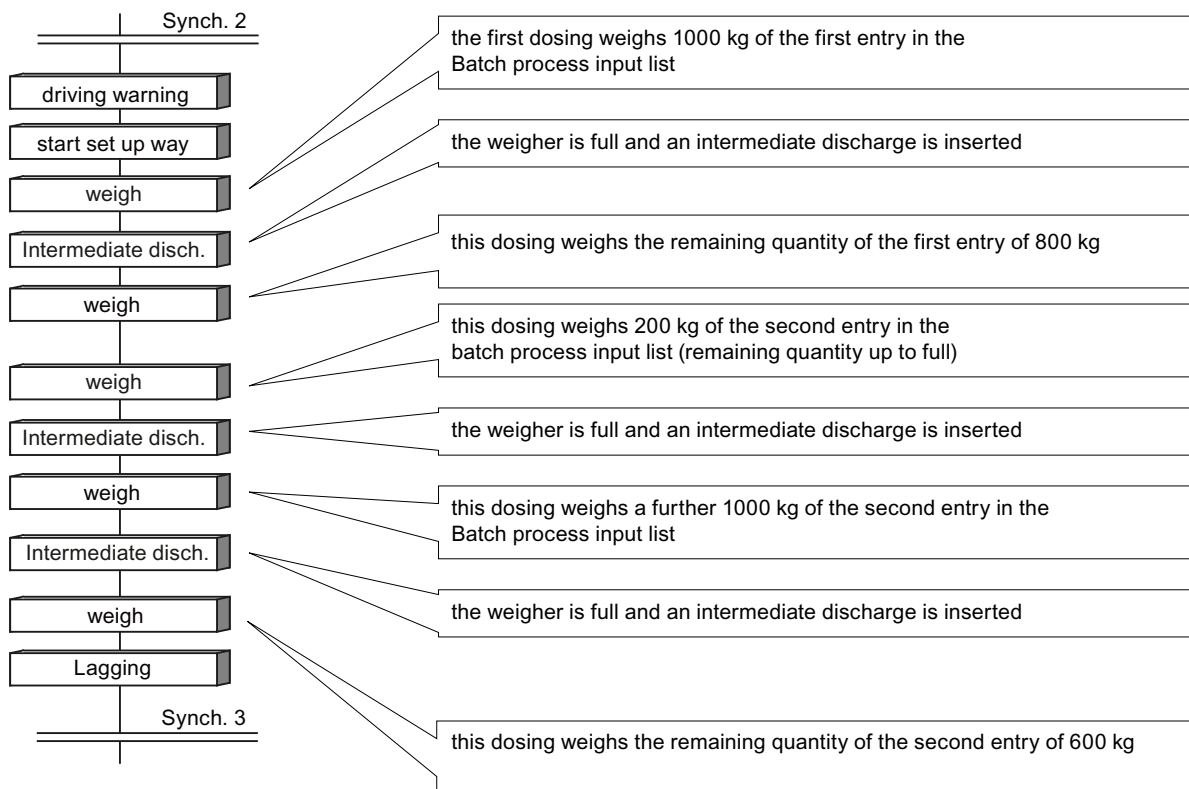 Synch. 2
driving warning
start set up way
weigh
Intermediate disch.
weigh
weigh
Intermediate disch.
weigh
Intermediate disch.
weigh
Lagging
Synch. 3
the first dosing weighs 1000 kg of the first entry in the
Batch process input list
the weigher is full and an intermediate discharge is inserted
this dosing weighs the remaining quantity of the first entry of 800 kg
this dosing weighs 200 kg of the second entry in the
batch process input list (remaining quantity up to full)
the weigher is full and an intermediate discharge is inserted
this dosing weighs a further 1000 kg of the second entry in the
Batch process input list
the weigher is full and an intermediate discharge is inserted
this dosing weighs the remaining quantity of the second entry of 600 kg